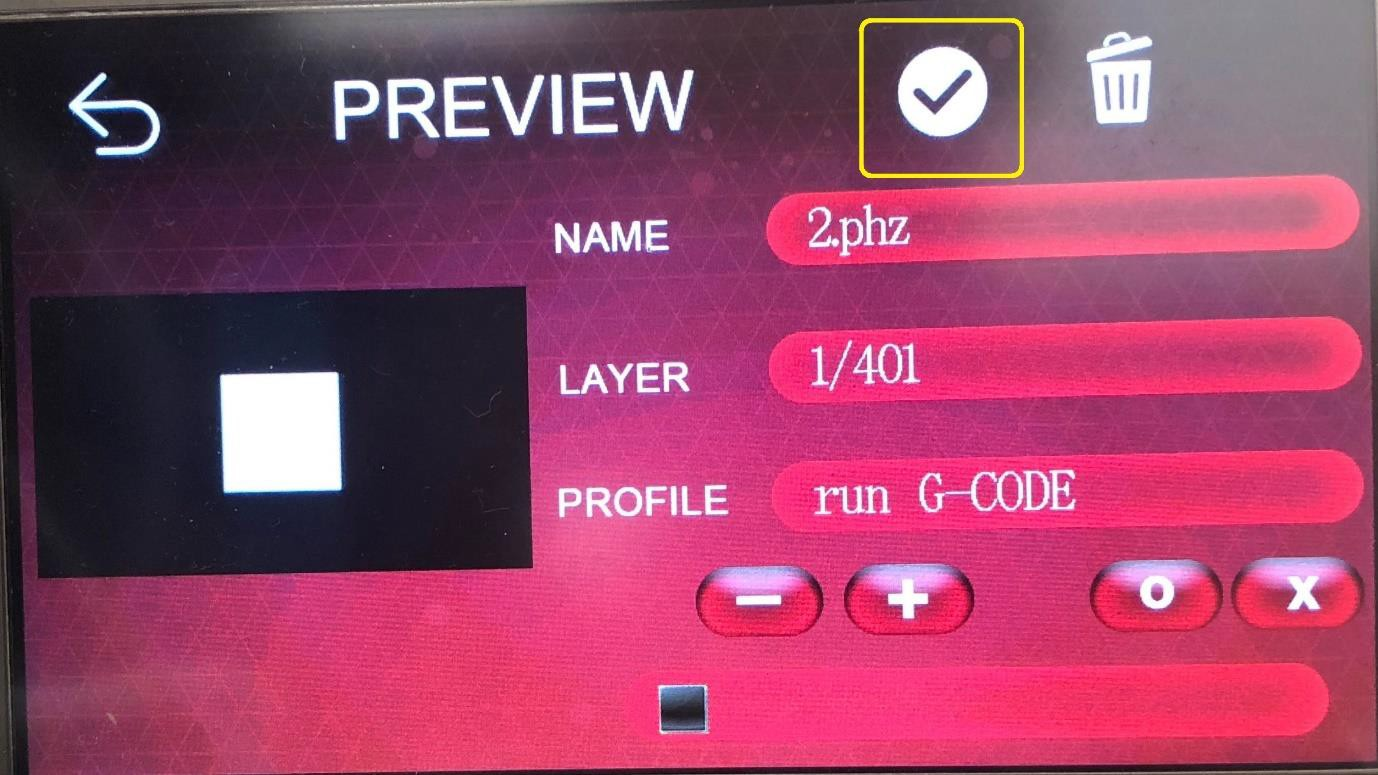 PREVIEW
NAME 2.phz
LAYER 1/401
PROFILE run G-CODE
− + O X